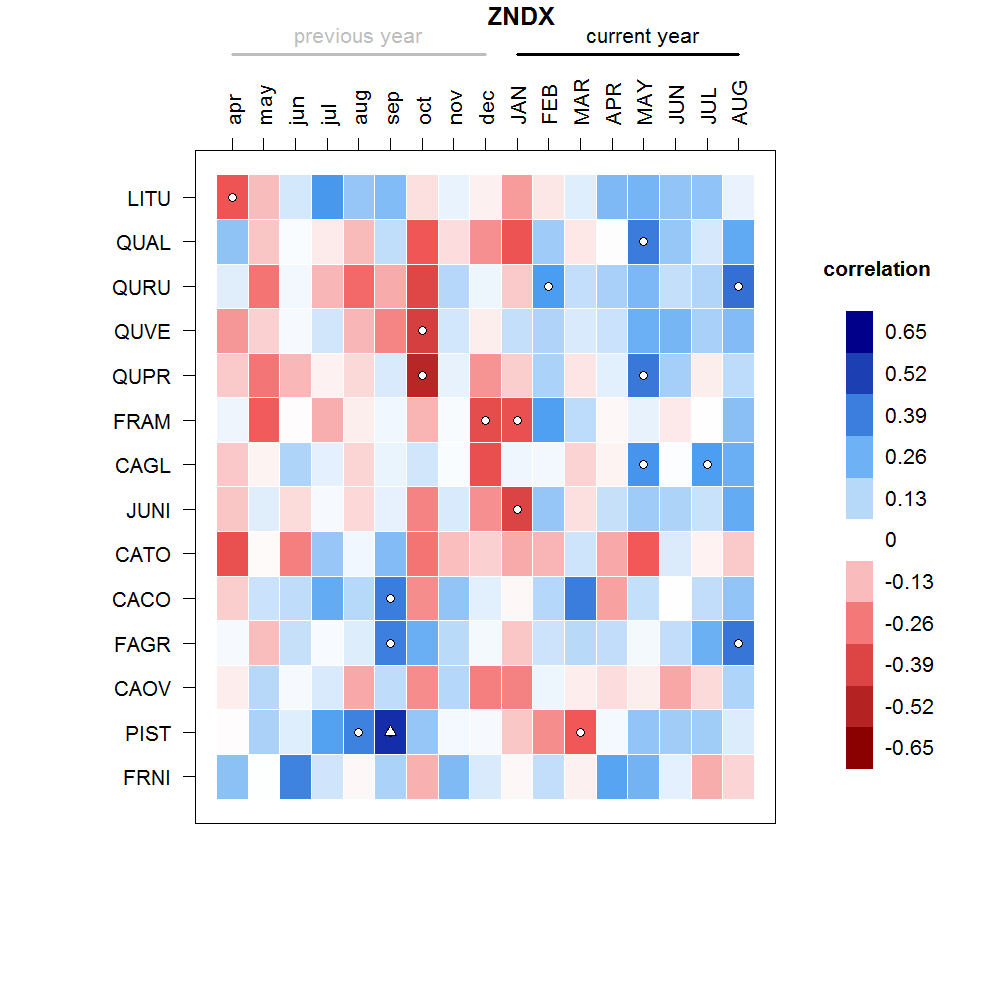 ZNDX
previous year current year
apr may jun jul aug sep oct nov dec JAN FEB MAR APR MAY JUN JUL AUG
LITU
QUAL
QURU
QUVE
QUPR
FRAM
CAGL
JUNI
CATO
CACO
FAGR
CAOV
PIST
FRNI
correlation
0.65
0.52
0.39
0.26
0.13
0
-0.13
-0.26
-0.39
-0.52
-0.65